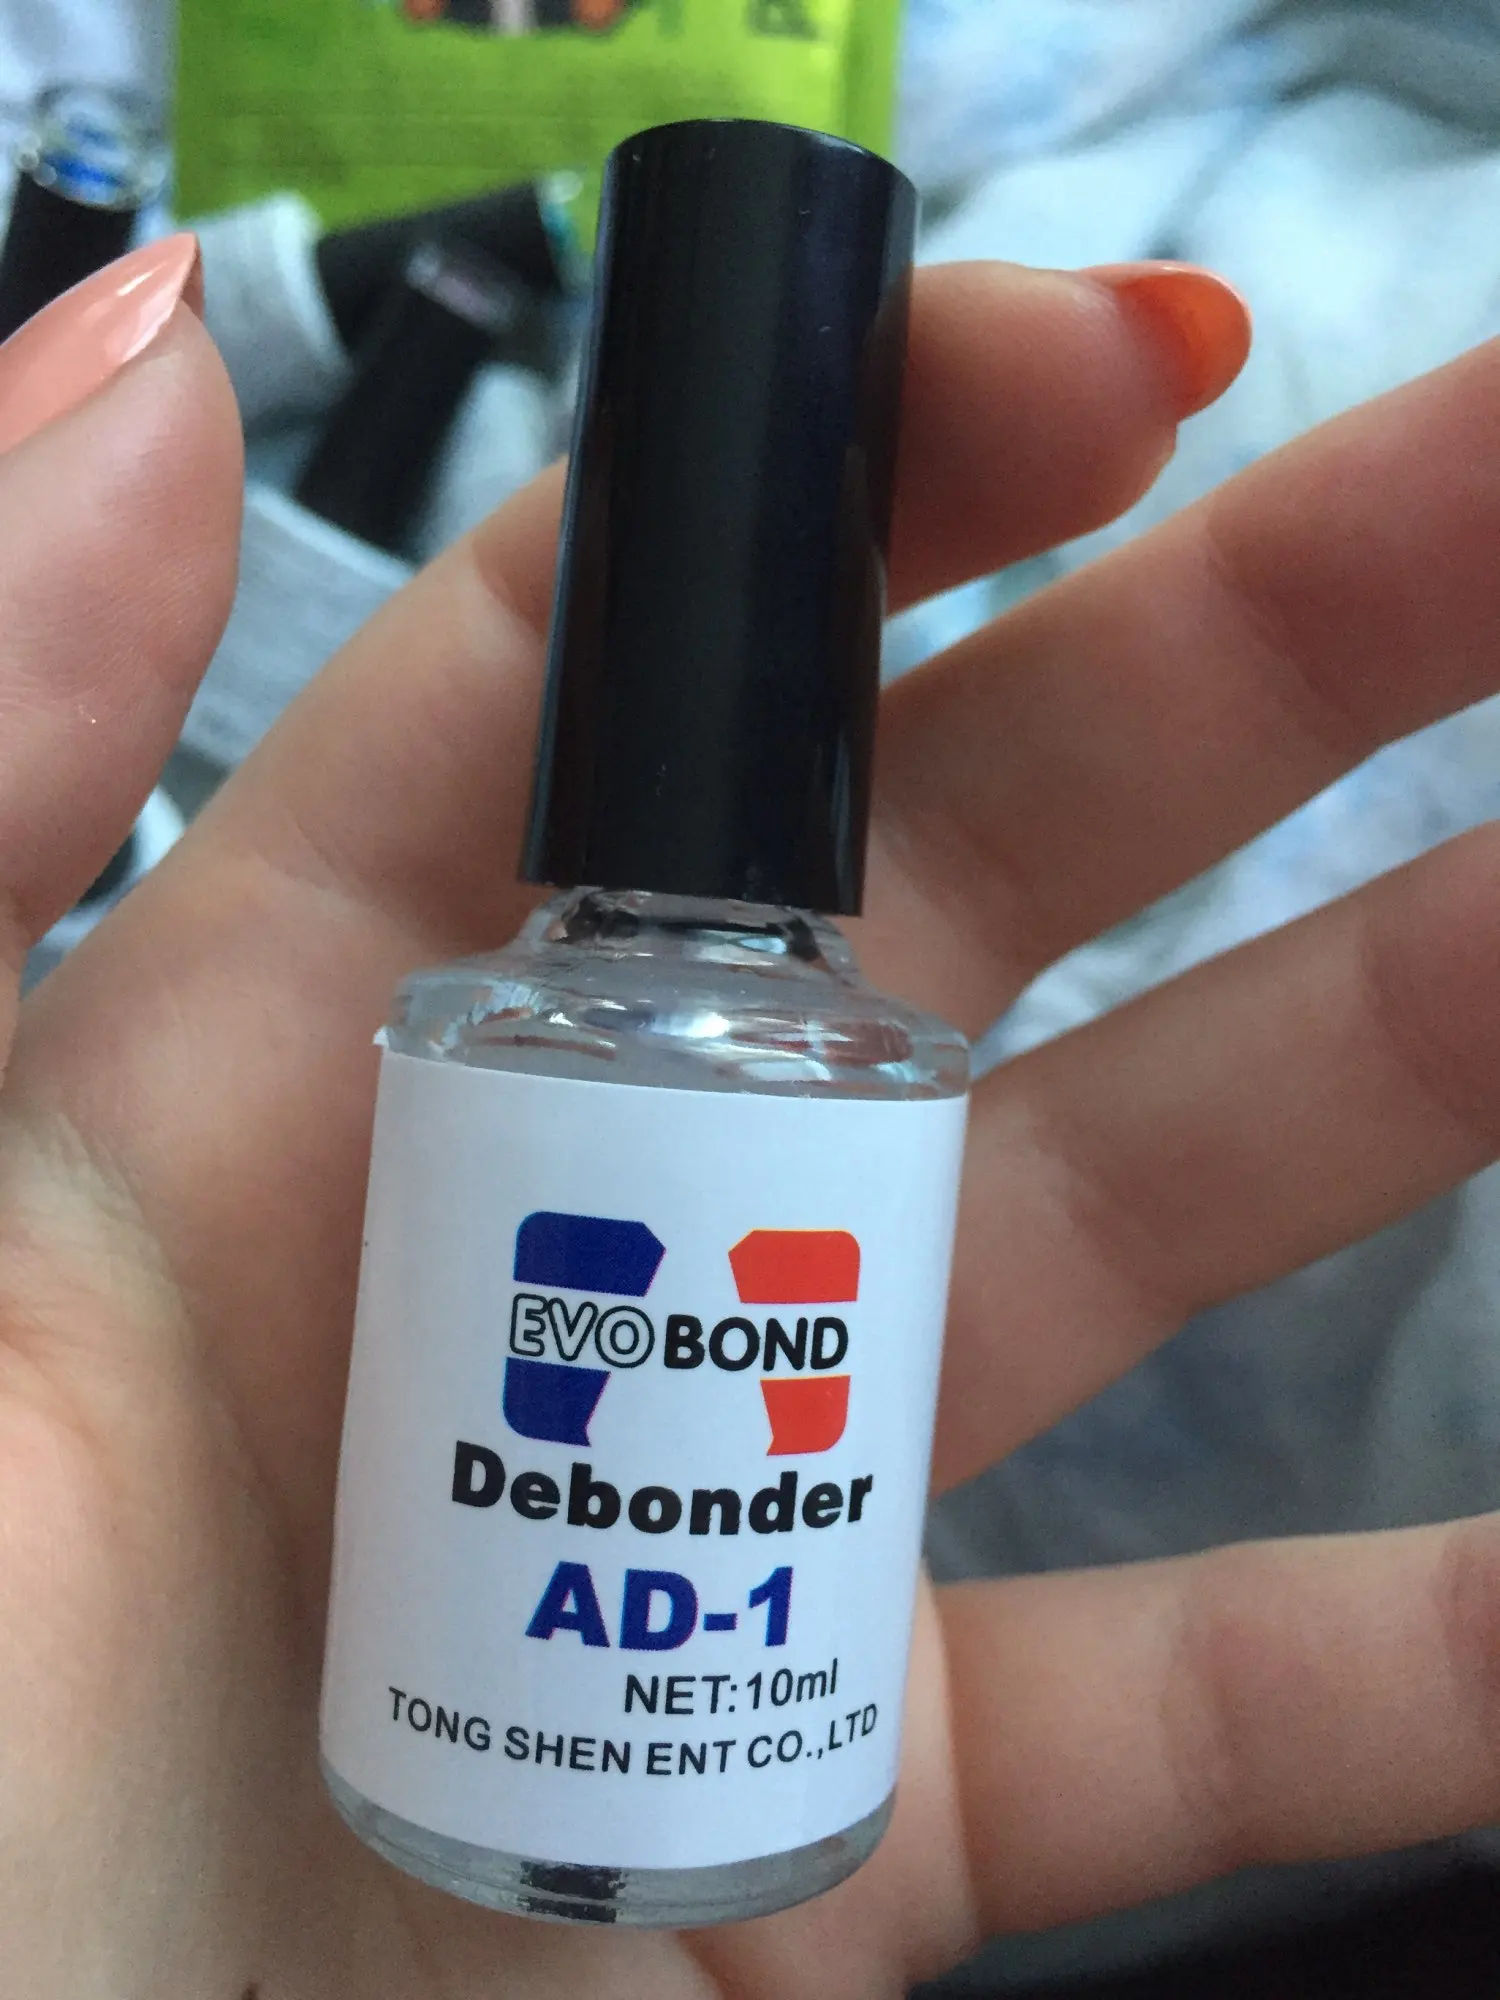 EVOBOND
Debonder
AD-1
NET:10ml
TONG SHEN ENT CO.,LTD